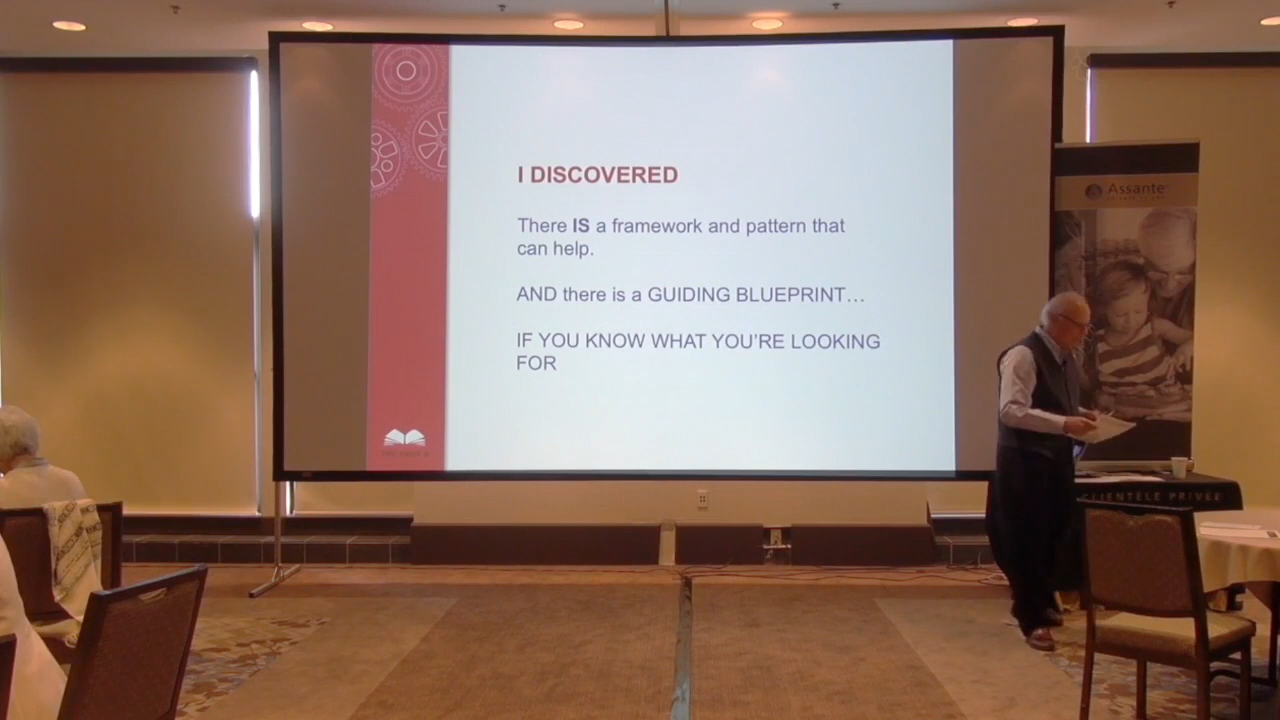 I DISCOVERED
There IS a framework and pattern that
can help.
AND there is a GUIDING BLUEPRINT…
IF YOU KNOW WHAT YOU'RE LOOKING
FOR
Assante
CLIENTÈLE PRIVÉE